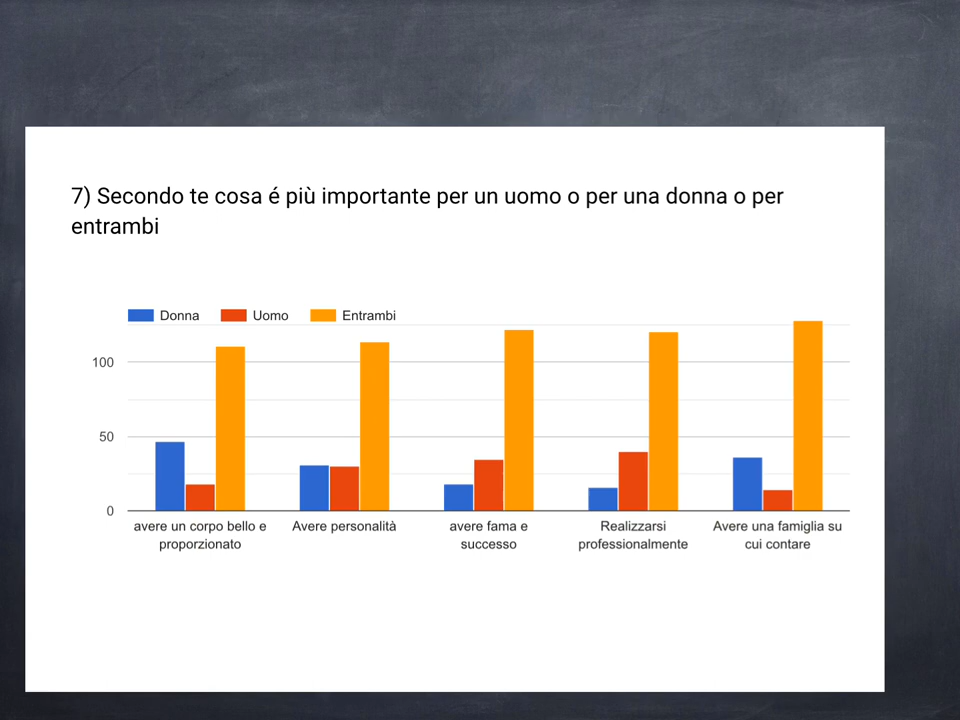 7) Secondo te cosa é più importante per un uomo o per una donna o per
entrambi
Donna Uomo Entrambi
100
50
0
avere un corpo bello e
proporzionato
Avere personalità
avere fama e
successo
Realizzarsi
professionalmente
Avere una famiglia su
cui contare